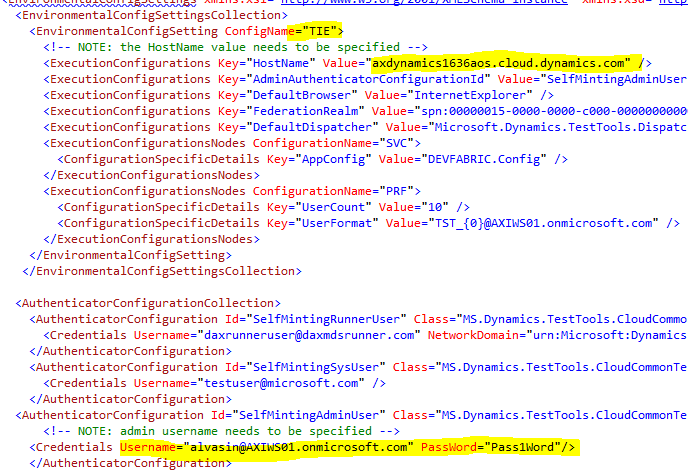 <EnvironmentalConfigSettings xmlns:xsi="http://www.w3.org/2001/XMLSchema-instance" xmlns:xsd="http
<EnvironmentalConfigSettingsCollection>
<EnvironmentalConfigSetting ConfigName="TIE">
<!-- NOTE: the HostName value needs to be specified -->
<ExecutionConfigurations Key="HostName" Value="axdynamics1636aos.cloud.dynamics.com" />
<ExecutionConfigurations Key="AdminAuthenticatorConfigurationId" Value="SelfMintingAdminUser
<ExecutionConfigurations Key="DefaultBrowser" Value="InternetExplorer" />
<ExecutionConfigurations Key="FederationRealm" Value="spn:00000015-0000-0000-c000-0000000000
<ExecutionConfigurations Key="DefaultDispatcher" Value="Microsoft.Dynamics.TestTools.Dispatc
<ExecutionConfigurationsNodes ConfigurationName="SVC">
<ConfigurationSpecificDetails Key="AppConfig" Value="DEVFABRIC.Config" />
</ExecutionConfigurationsNodes>
<ExecutionConfigurationsNodes ConfigurationName="PRF">
<ConfigurationSpecificDetails Key="UserCount" Value="10" />
<ConfigurationSpecificDetails Key="UserFormat" Value="TST_{0}@AXIWS01.onmicrosoft.com" />
</ExecutionConfigurationsNodes>
</EnvironmentalConfigSetting>
</EnvironmentalConfigSettingsCollection>
<AuthenticatorConfigurationCollection>
<AuthenticatorConfiguration Id="SelfMintingRunnerUser" Class="MS.Dynamics.TestTools.CloudCommo
<Credentials Username="daxrunneruser@daxmdsrunner.com" NetworkDomain="urn:Microsoft:Dynamics
</AuthenticatorConfiguration>
<AuthenticatorConfiguration Id="SelfMintingSysUser" Class="MS.Dynamics.TestTools.CloudCommonTe
<Credentials Username="testuser@microsoft.com" />
</AuthenticatorConfiguration>
<AuthenticatorConfiguration Id="SelfMintingAdminUser" Class="MS.Dynamics.TestTools.CloudCommonTe
<!-- NOTE: admin username needs to be specified -->
<Credentials Username="alvasin@AXIWS01.onmicrosoft.com" PassWord="Pass1Word"/>
</AuthenticatorConfiguration>